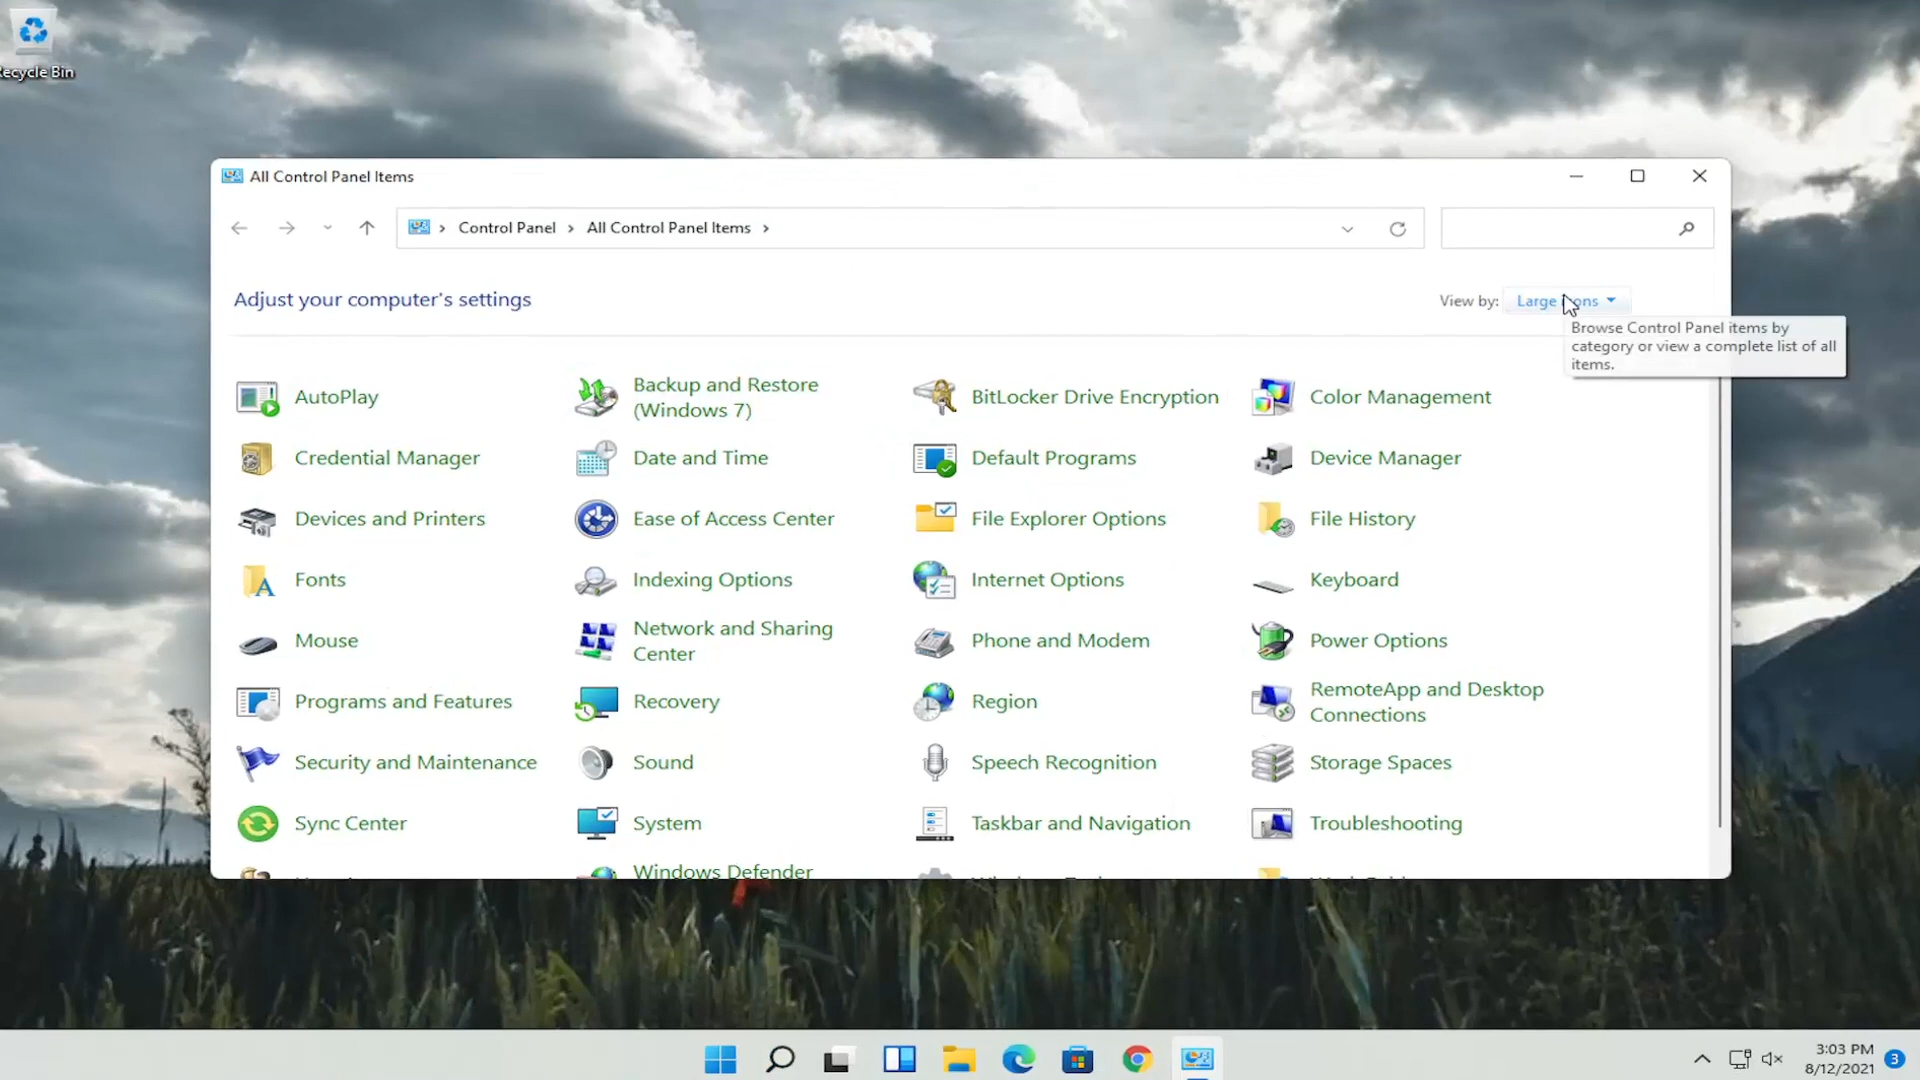 Recycle Bin
All Control Panel Items
Control Panel
All Control Panel Items
Adjust your computer's settings
View by:
Large Icons
Browse Control Panel items by
category or view a complete list of all
items.
AutoPlay
Backup and Restore
(Windows 7)
BitLocker Drive Encryption
Color Management
Credential Manager
Date and Time
Default Programs
Device Manager
Devices and Printers
Ease of Access Center
File Explorer Options
File History
Fonts
Indexing Options
Internet Options
Keyboard
Mouse
Network and Sharing
Center
Phone and Modem
Power Options
Programs and Features
Recovery
Region
RemoteApp and Desktop
Connections
Security and Maintenance
Sound
Speech Recognition
Storage Spaces
Sync Center
System
Taskbar and Navigation
Troubleshooting
Windows Defender
3:03 PM
8/12/2021
3